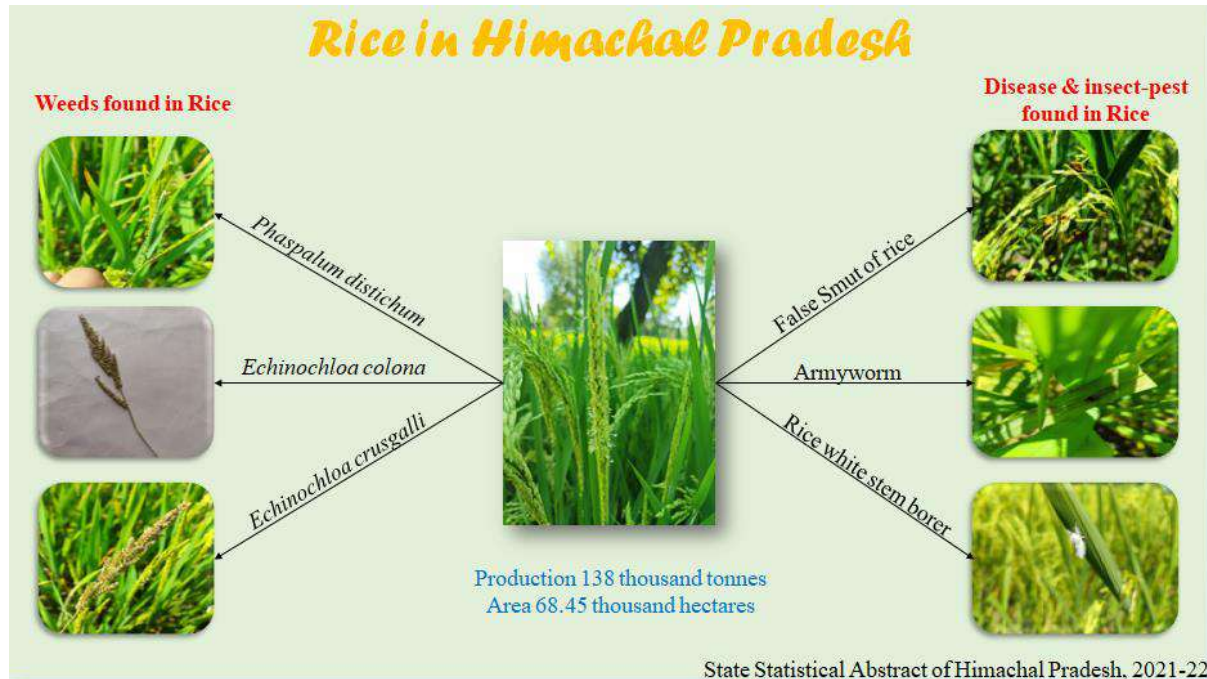 Rice in Himachal Pradesh
Weeds found in Rice
Disease & insect-pest
found in Rice
Phaspalum distichum
Echinochloa colona
Echinochloa crusgalli
False Smut of rice
Armyworm
Rice white stem borer
Production 138 thousand tonnes
Area 68.45 thousand hectares
State Statistical Abstract of Himachal Pradesh, 2021-22